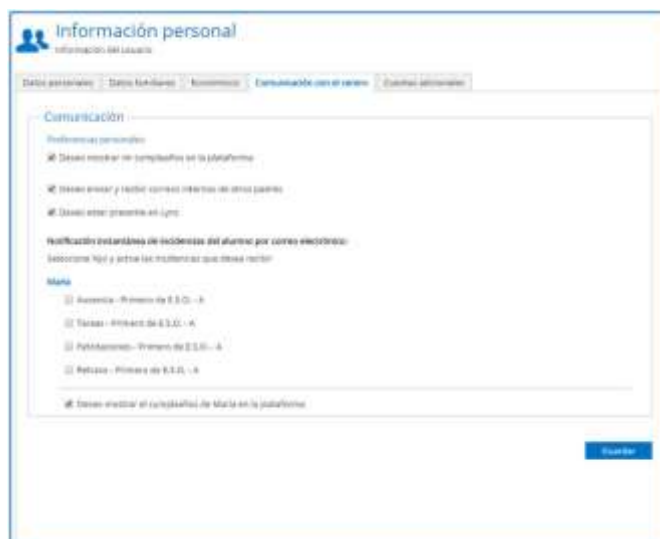 Información personal
Información del usuario
Datos personales Datos familiares Económicos Comunicación con el centro Cuentas adicionales
Comunicación
Preferencias personales
Deseo mostrar mi cumpleaños en la plataforma
Deseo enviar y recibir correos internos de otros padres
Deseo estar presente en Lync
Notificación instantánea de incidencias del alumno por correo electrónico:
Seleccione hijo y active las incidencias que desea recibir
María
Ausencia - Primero de E.S.O. - A
Tareas - Primero de E.S.O. - A
- Primero de E.S.O. - A
Retraso - Primero de E.S.O. - A
Deseo mostrar el cumpleaños de María en la plataforma
Guardar